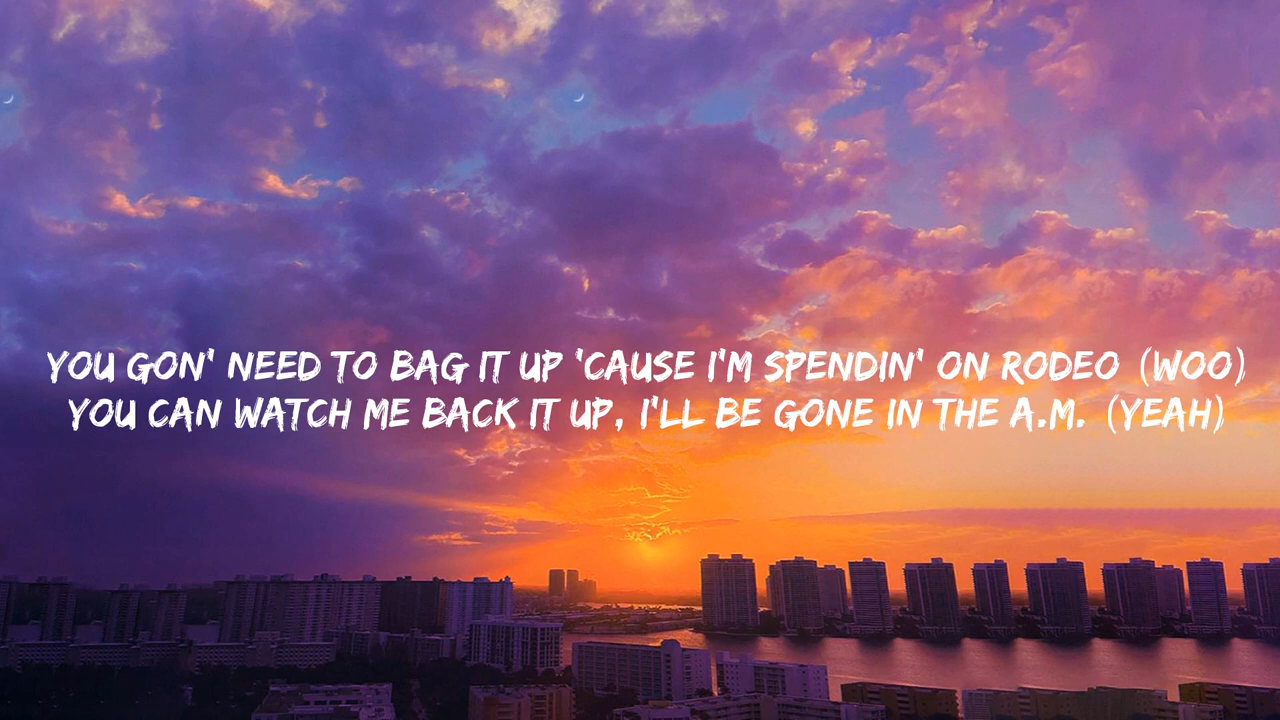 YOU GON' NEED TO BAG IT UP 'CAUSE I'M SPENDIN' ON RODEO (WOO)
YOU CAN WATCH ME BACK IT UP, I'LL BE GONE IN THE A.M. (YEAH)